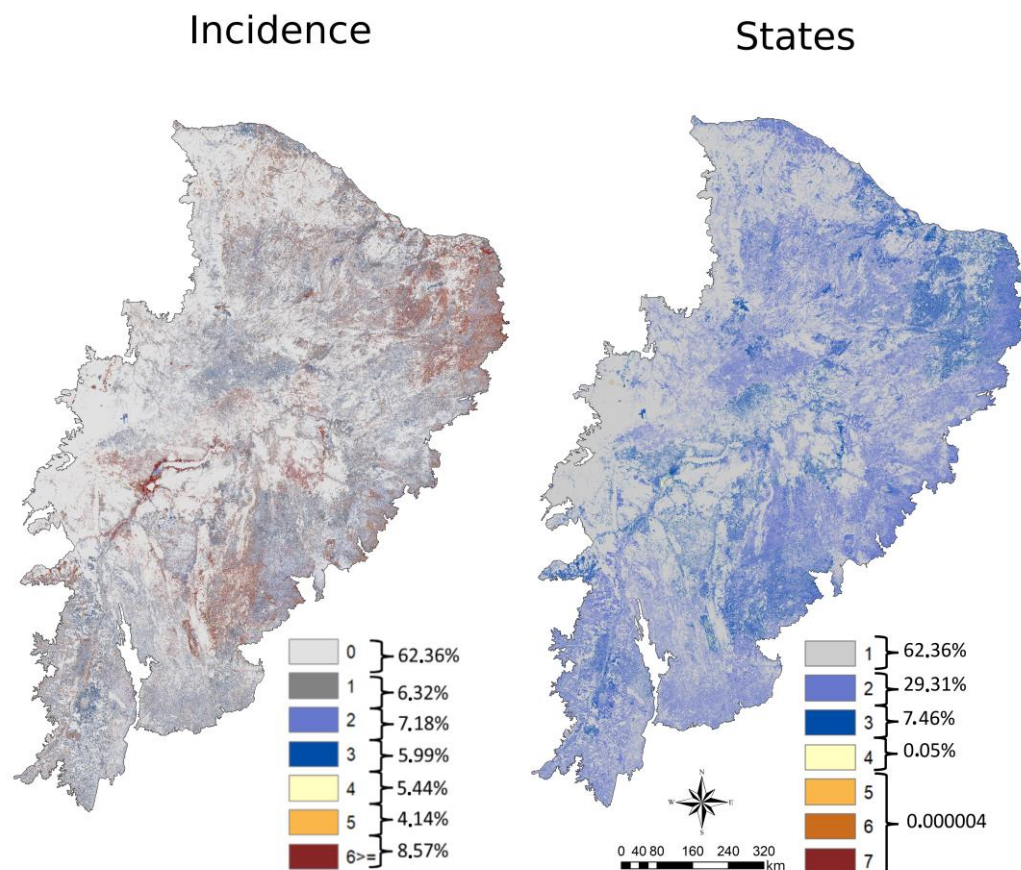 Incidence
States
0 62.36%
1 6.32%
2 7.18%
3 5.99%
4 5.44%
5 4.14%
6>= 8.57%
1 62.36%
2 29.31%
3 7.46%
4 0.05%
5
6 0.000004
7
N
W E
S
0 40 80 160 240 320
km